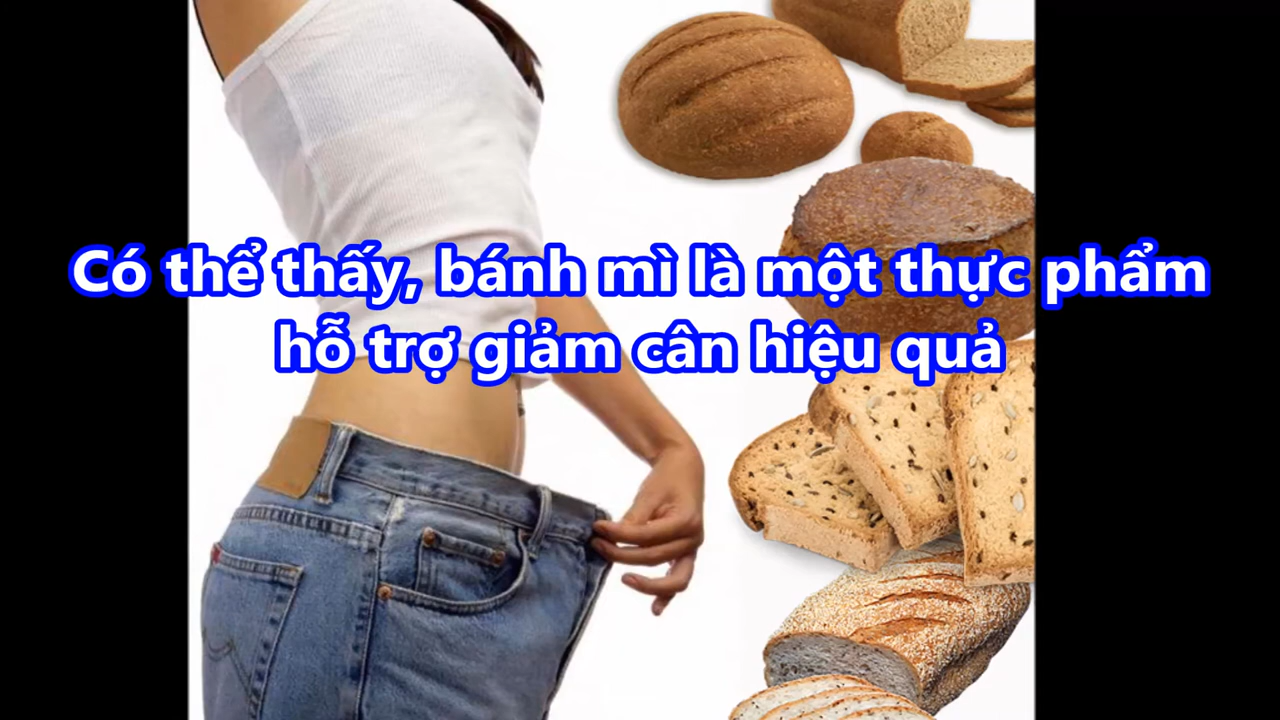 Có thể thấy, bánh mì là một thực phẩm
hỗ trợ giảm cân hiệu quả